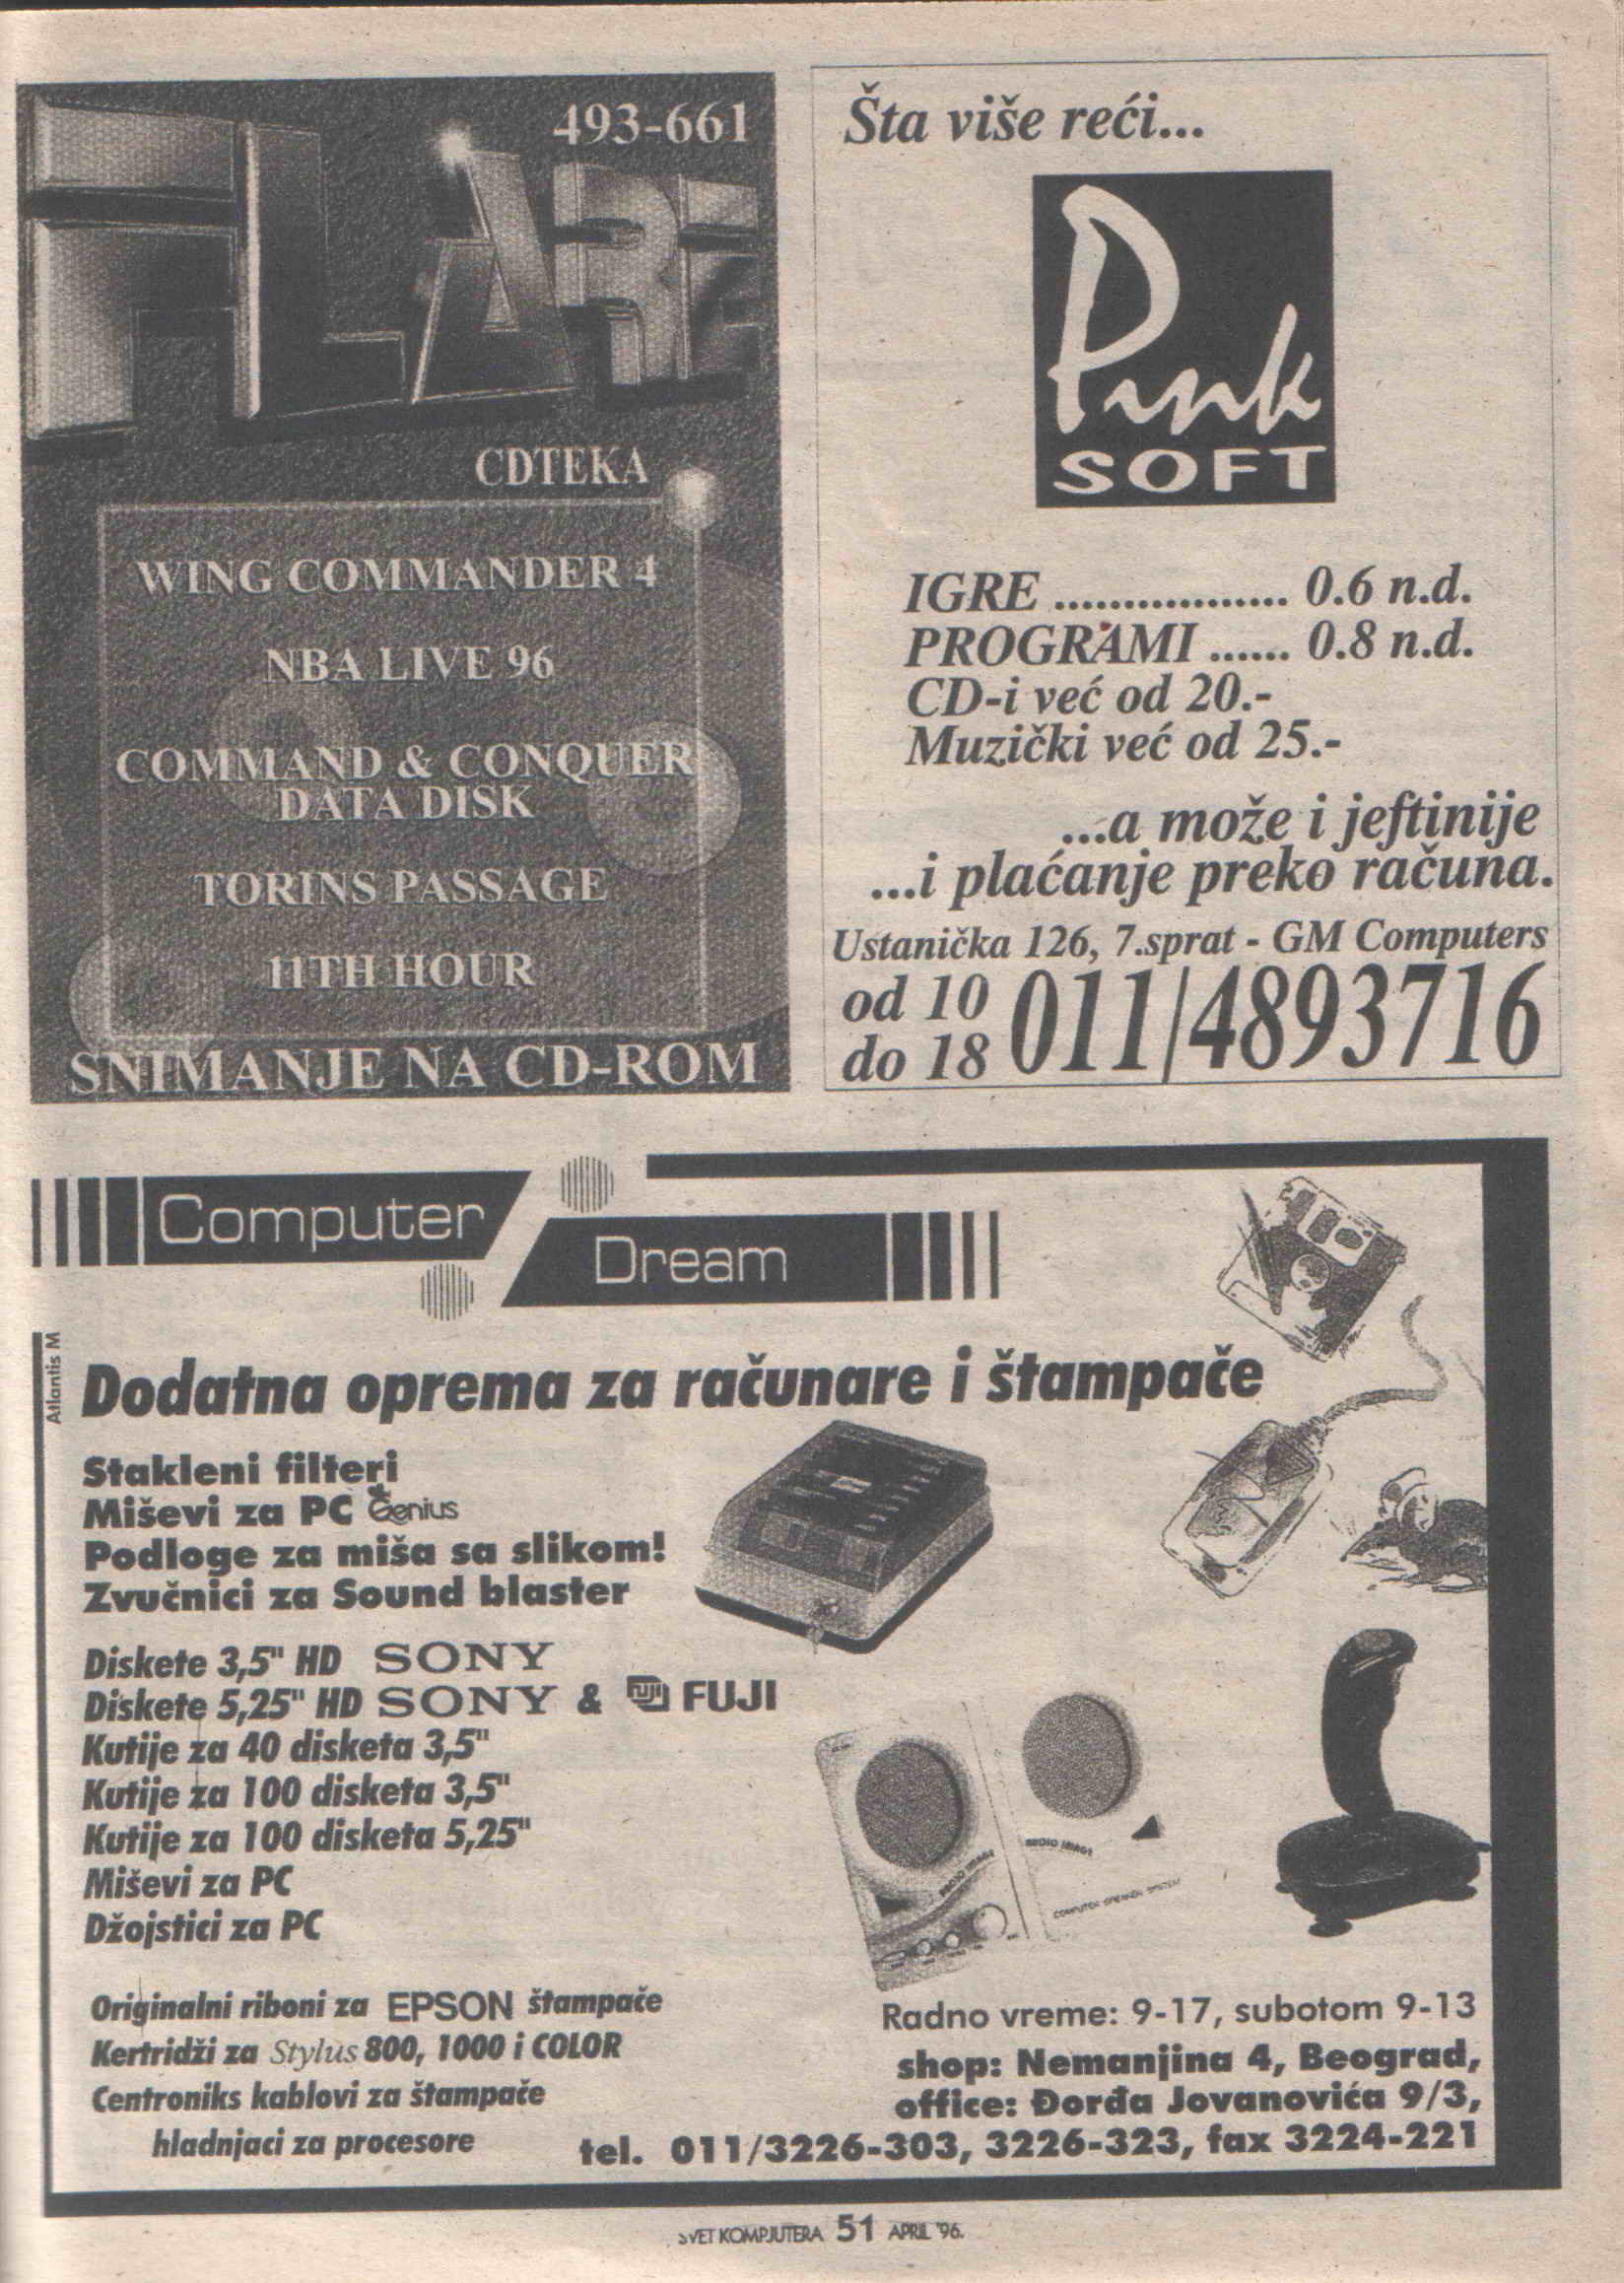 493-661
FLARE
CDTEKA
WING COMMANDER 4
NBA LIVE 96
COMMAND & CONQUER
DATA DISK
TORINS PASSAGE
11TH HOUR
SNIMANJE NA CD-ROM
Šta više reći...
Pink
SOFT
IGRE ................. 0.6 n.d.
PROGRAMI ...... 0.8 n.d.
CD-i već od 20.-
Muzički već od 25.-
...a može i jeftinije
...i plaćanje preko računa.
Ustanička 126, 7.sprat - GM Computers
od 10
do 18 011/4893716
Computer
Dream
Atlantis M
Dodatna oprema za računare i štampače
Stakleni filteri
Miševi za PC Genius
Podloge za miša sa slikom!
Zvučnici za Sound blaster
Diskete 3,5" HD SONY
Diskete 5,25" HD SONY & FUJI FUJI
Kutije za 40 disketa 3,5"
Kutije za 100 disketa 3,5"
Kutije za 100 disketa 5,25"
Miševi za PC
Džojstici za PC
COMPUTER SPEAKER SYSTEM
Originalni riboni za EPSON štampače
Kertridži za Stylus 800, 1000 i COLOR
Centroniks kablovi za štampače
hladnjaci za procesore
Radno vreme: 9-17, subotom 9-13
shop: Nemanjina 4, Beograd,
office: Đorđa Jovanovića 9/3,
tel. 011/3226-303, 3226-323, fax 3224-221
SVET KOMPJUTERA 51 APRIL '96.